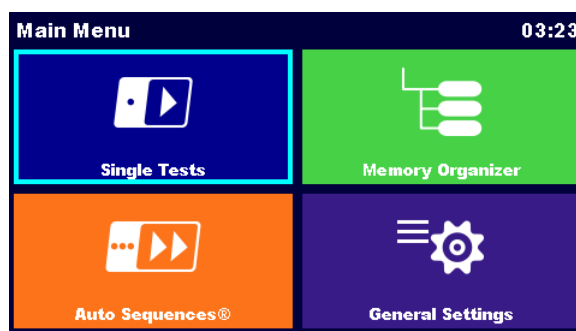 Main Menu 03:23
Single Tests Memory Organizer
Auto Sequences® General Settings